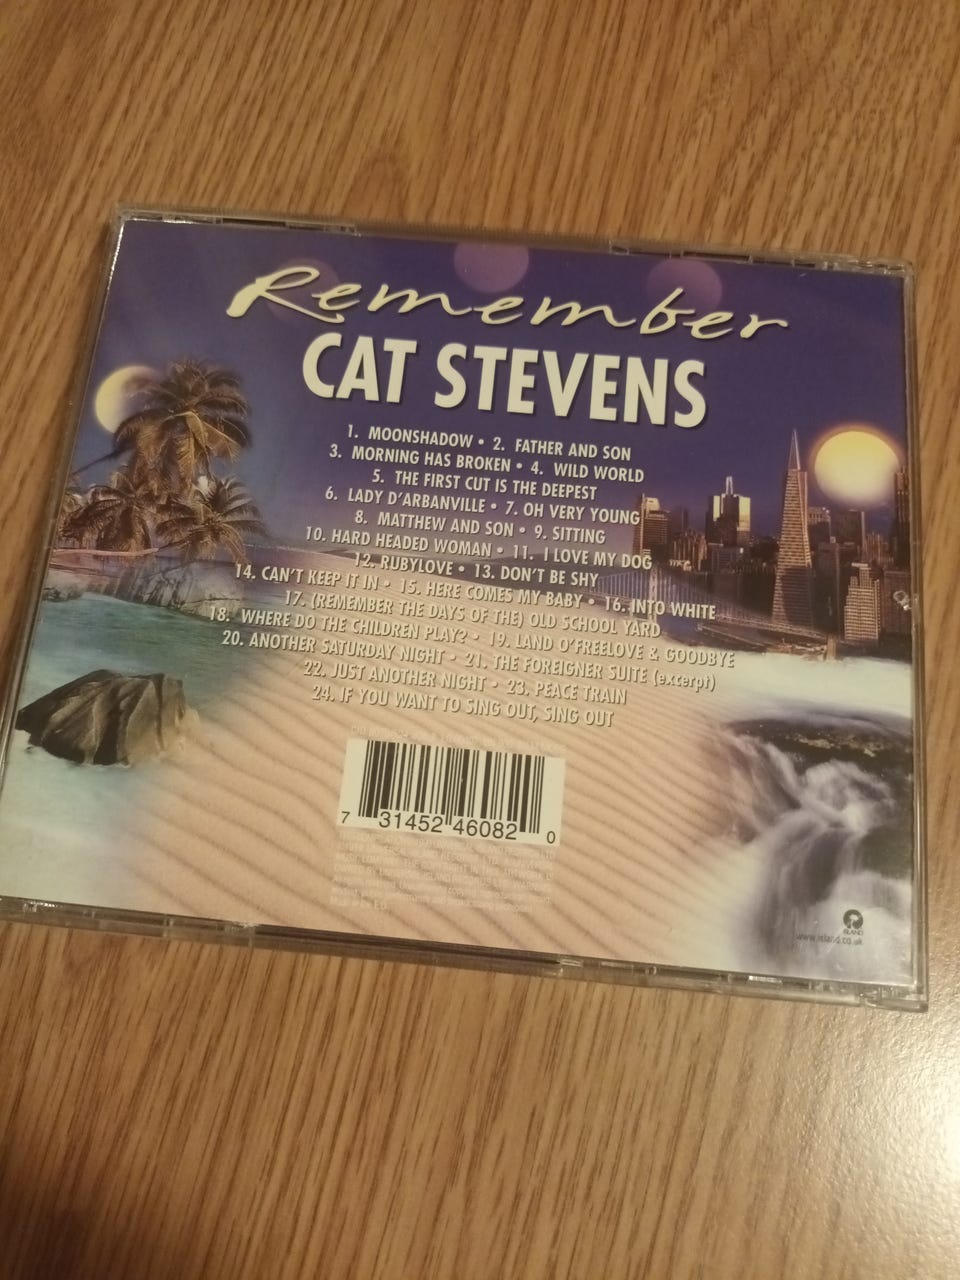 Remember
CAT STEVENS
1. MOONSHADOW • 2. FATHER AND SON
3. MORNING HAS BROKEN • 4. WILD WORLD
5. THE FIRST CUT IS THE DEEPEST
6. LADY D'ARBANVILLE • 7. OH VERY YOUNG
8. MATTHEW AND SON • 9. SITTING
10. HARD HEADED WOMAN • 11. I LOVE MY DOG
12. RUBYLOVE • 13. DON'T BE SHY
14. CAN'T KEEP IT IN • 15. HERE COMES MY BABY • 16. INTO WHITE
17. (REMEMBER THE DAYS OF THE) OLD SCHOOL YARD
18. WHERE DO THE CHILDREN PLAY? • 19. LAND O'FREELOVE & GOODBYE
20. ANOTHER SATURDAY NIGHT • 21. THE FOREIGNER SUITE (excerpt)
22. JUST ANOTHER NIGHT • 23. PEACE TRAIN
24. IF YOU WANT TO SING OUT, SING OUT
7 31452 46082 0
ISLAND
www.island.co.uk